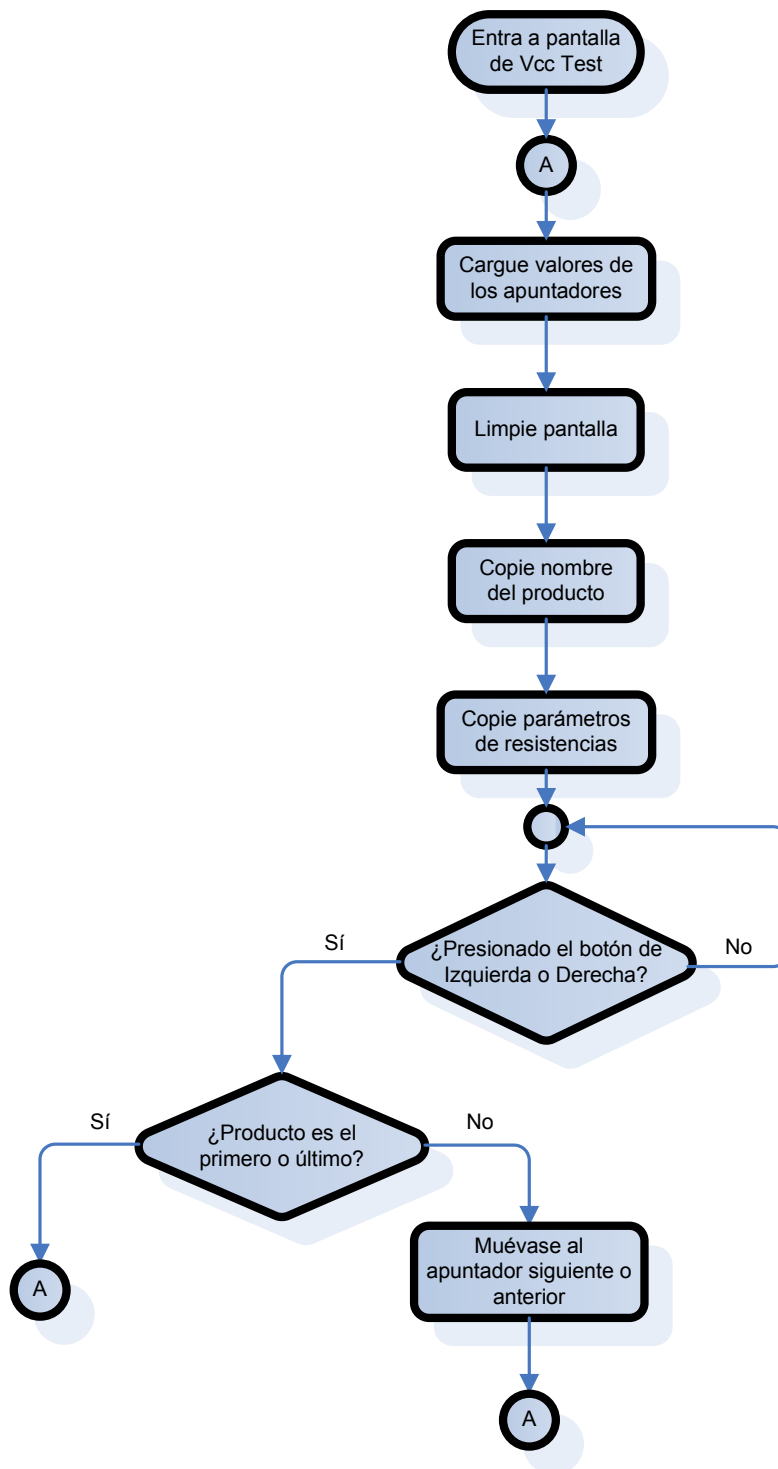 Entra a pantalla
de Vcc Test
A
Cargue valores de
los apuntadores
Limpie pantalla
Copie nombre
del producto
Copie parámetros
de resistencias
¿Presionado el botón de
Izquierda o Derecha?
Sí
No
¿Producto es el
primero o último?
Sí
No
Muévase al
apuntador siguiente o
anterior
A
A